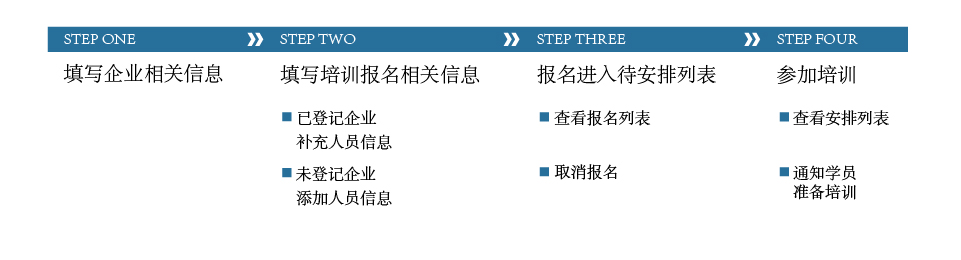 STEP ONE
STEP TWO
STEP THREE
STEP FOUR
填写企业相关信息
填写培训报名相关信息
报名进入待安排列表
参加培训
已登记企业
补充人员信息
未登记企业
添加人员信息
查看报名列表
取消报名
查看安排列表
通知学员
准备培训